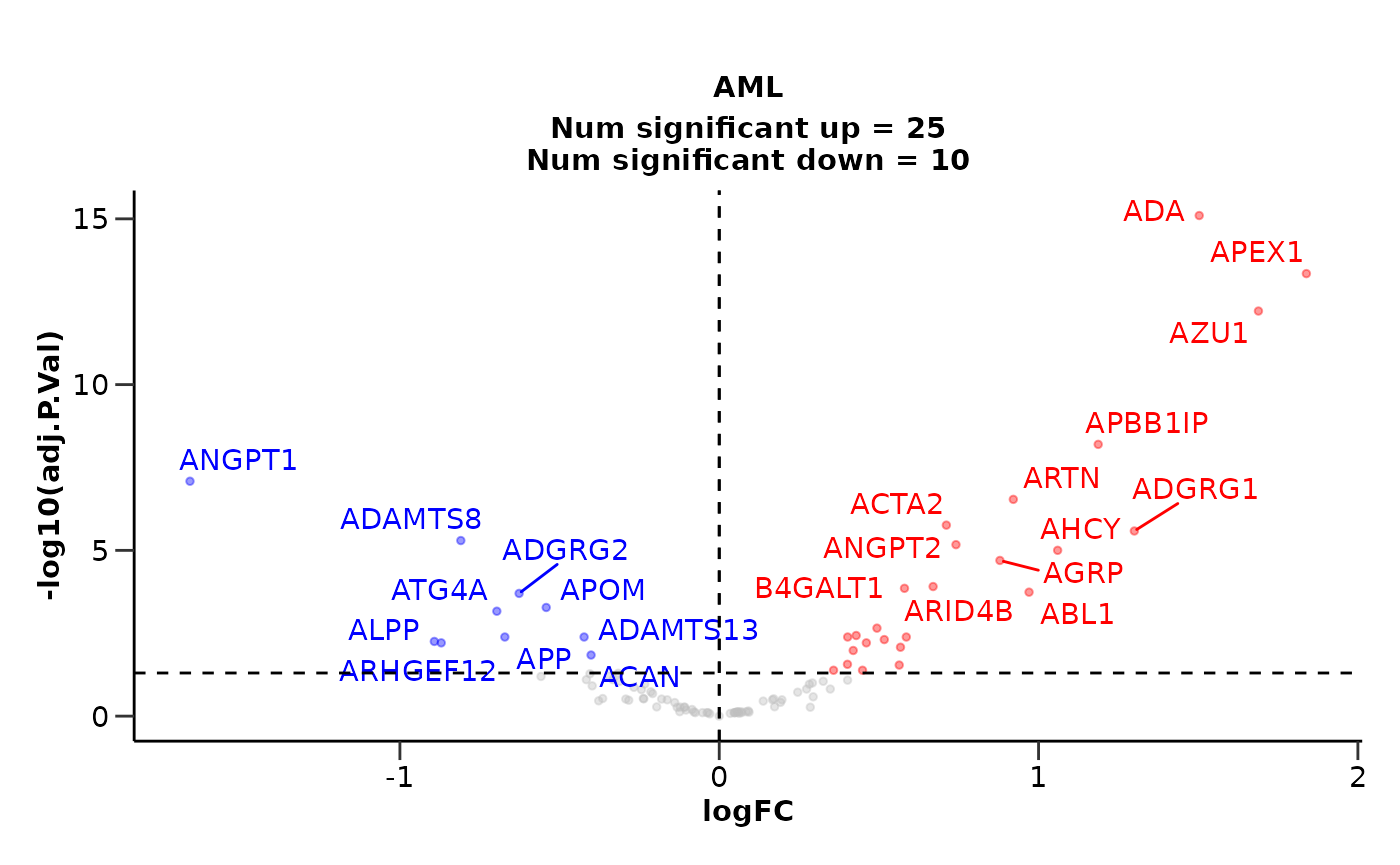 AML
Num significant up = 25
Num significant down = 10
-log10(adj.P.Val)
15
10
5
0
ADA
APEX1
AZU1
APBB1IP
ANGPT1
ARTN
ADGRG1
ACTA2
ADAMTS8
AHCY
ANGPT2
ADGRG2
AGRP
ATG4A
APOM
B4GALT1
ARID4B
ABL1
ALPP
ADAMTS13
APP
ARHGEF12
ACAN
-1
0
1
2
logFC